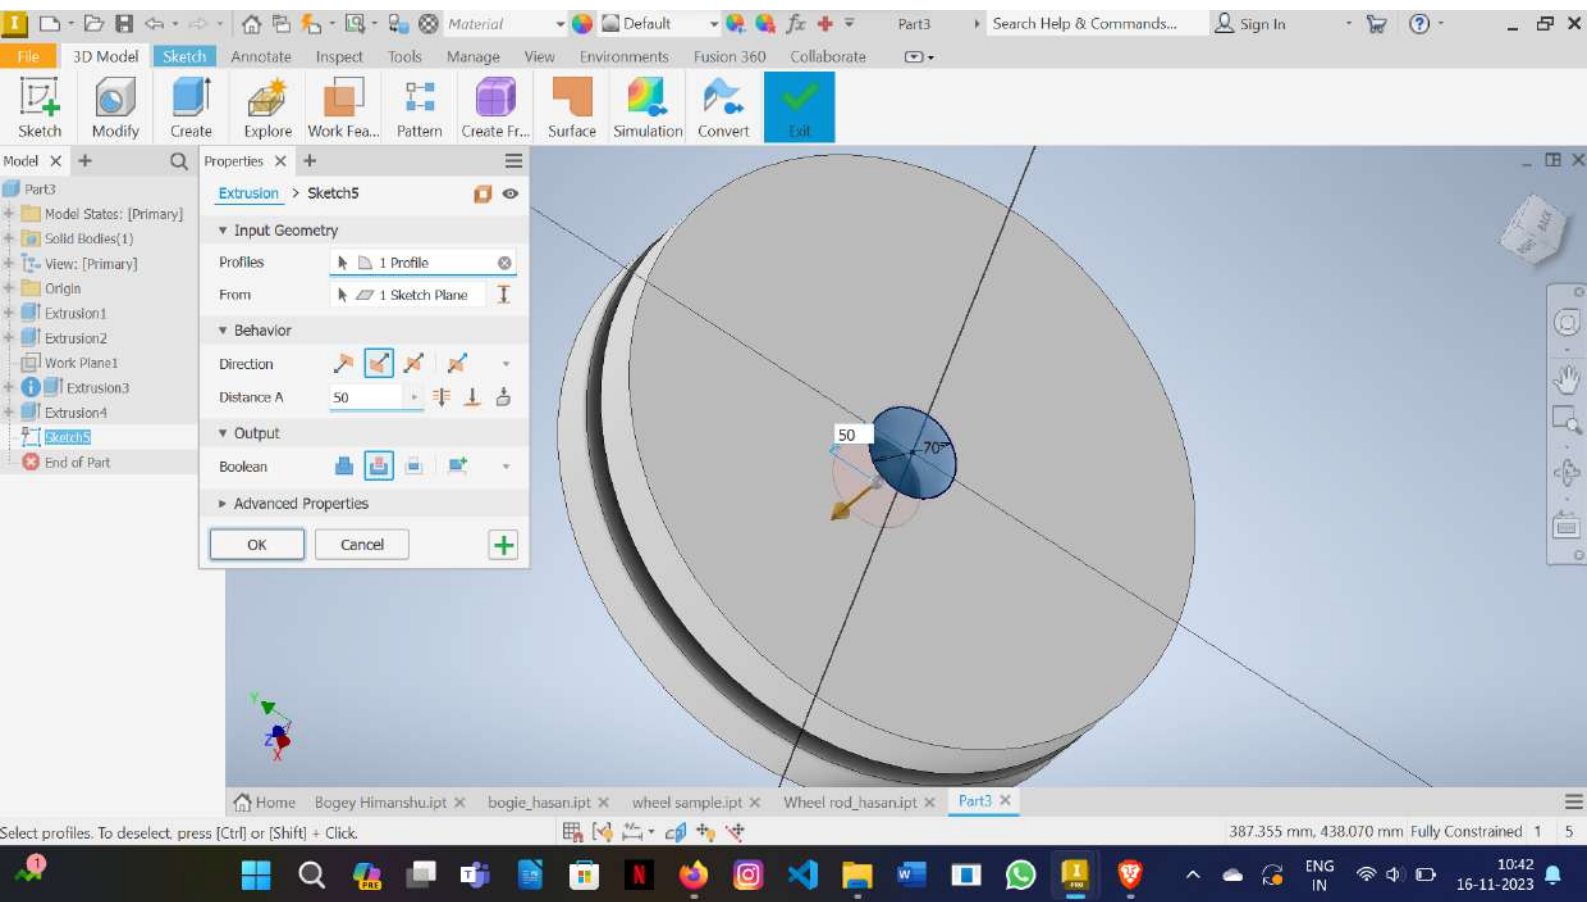 Material Default fx Part3 Search Help & Commands... Sign In
File 3D Model Sketch Annotate Inspect Tools Manage View Environments Fusion 360 Collaborate
Sketch Modify Create Explore Work Fea... Pattern Create Fr... Surface Simulation Convert Exit
Model
Part3
Model States: [Primary]
Solid Bodies(1)
View: [Primary]
Origin
Extrusion1
Extrusion2
Work Plane1
Extrusion3
Extrusion4
Sketch5
End of Part
Properties
Extrusion > Sketch5
Input Geometry
Profiles 1 Profile
From 1 Sketch Plane
Behavior
Direction
Distance A 50
Output
Boolean
Advanced Properties
OK Cancel
50
70
BACK
Y
Z
X
Home Bogey Himanshu.ipt bogie_hasan.ipt wheel sample.ipt Wheel rod_hasan.ipt Part3
Select profiles. To deselect, press [Ctrl] or [Shift] + Click.
387.355 mm, 438.070 mm Fully Constrained 1 5
1
PRE
N
W
PRO
ENG
IN
10:42
16-11-2023